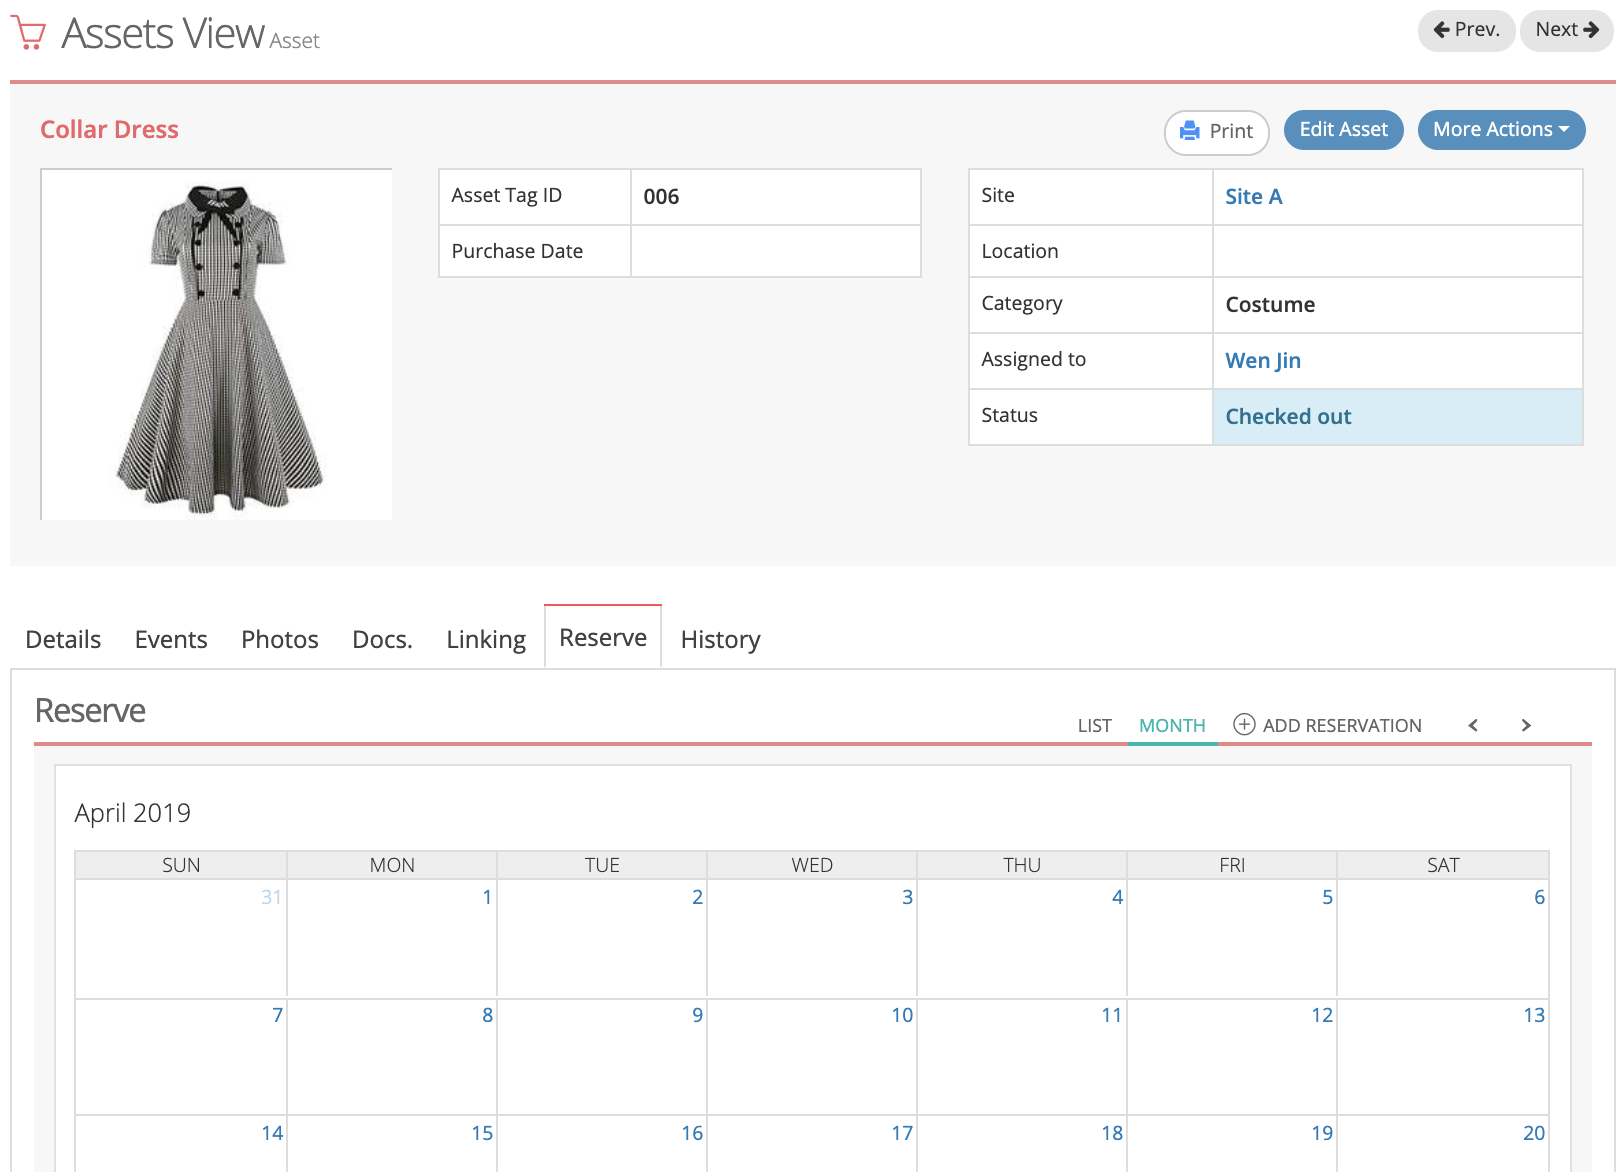 Assets View Asset
Prev. Next
Collar Dress
Print Edit Asset More Actions
Asset Tag ID 006
Purchase Date
Site Site A
Location
Category Costume
Assigned to Wen Jin
Status Checked out
Details Events Photos Docs. Linking Reserve History
Reserve
LIST MONTH ADD RESERVATION
April 2019
SUN MON TUE WED THU FRI SAT
31 1 2 3 4 5 6
7 8 9 10 11 12 13
14 15 16 17 18 19 20